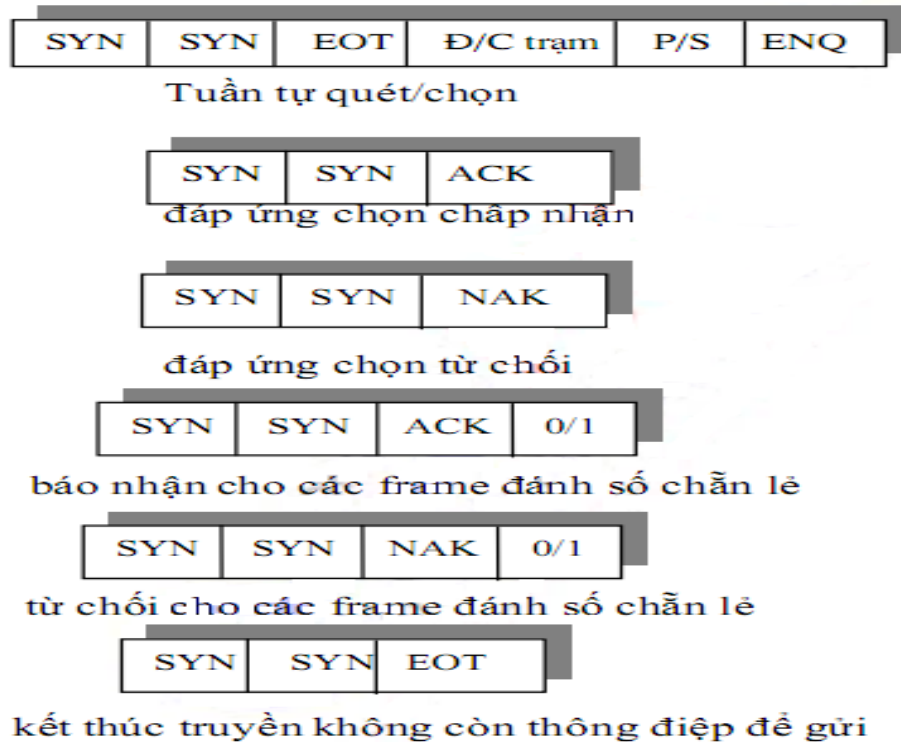 SYN SYN EOT Đ/C trạm P/S ENQ
Tuần tự quét/chọn
SYN SYN ACK
đáp ứng chọn châp nhận
SYN SYN NAK
đáp ứng chọn từ chối
SYN SYN ACK 0/1
báo nhận cho các frame đánh số chẵn lẻ
SYN SYN NAK 0/1
từ chối cho các frame đánh số chẵn lẻ
SYN SYN EOT
kết thúc truyền không còn thông điệp để gửi